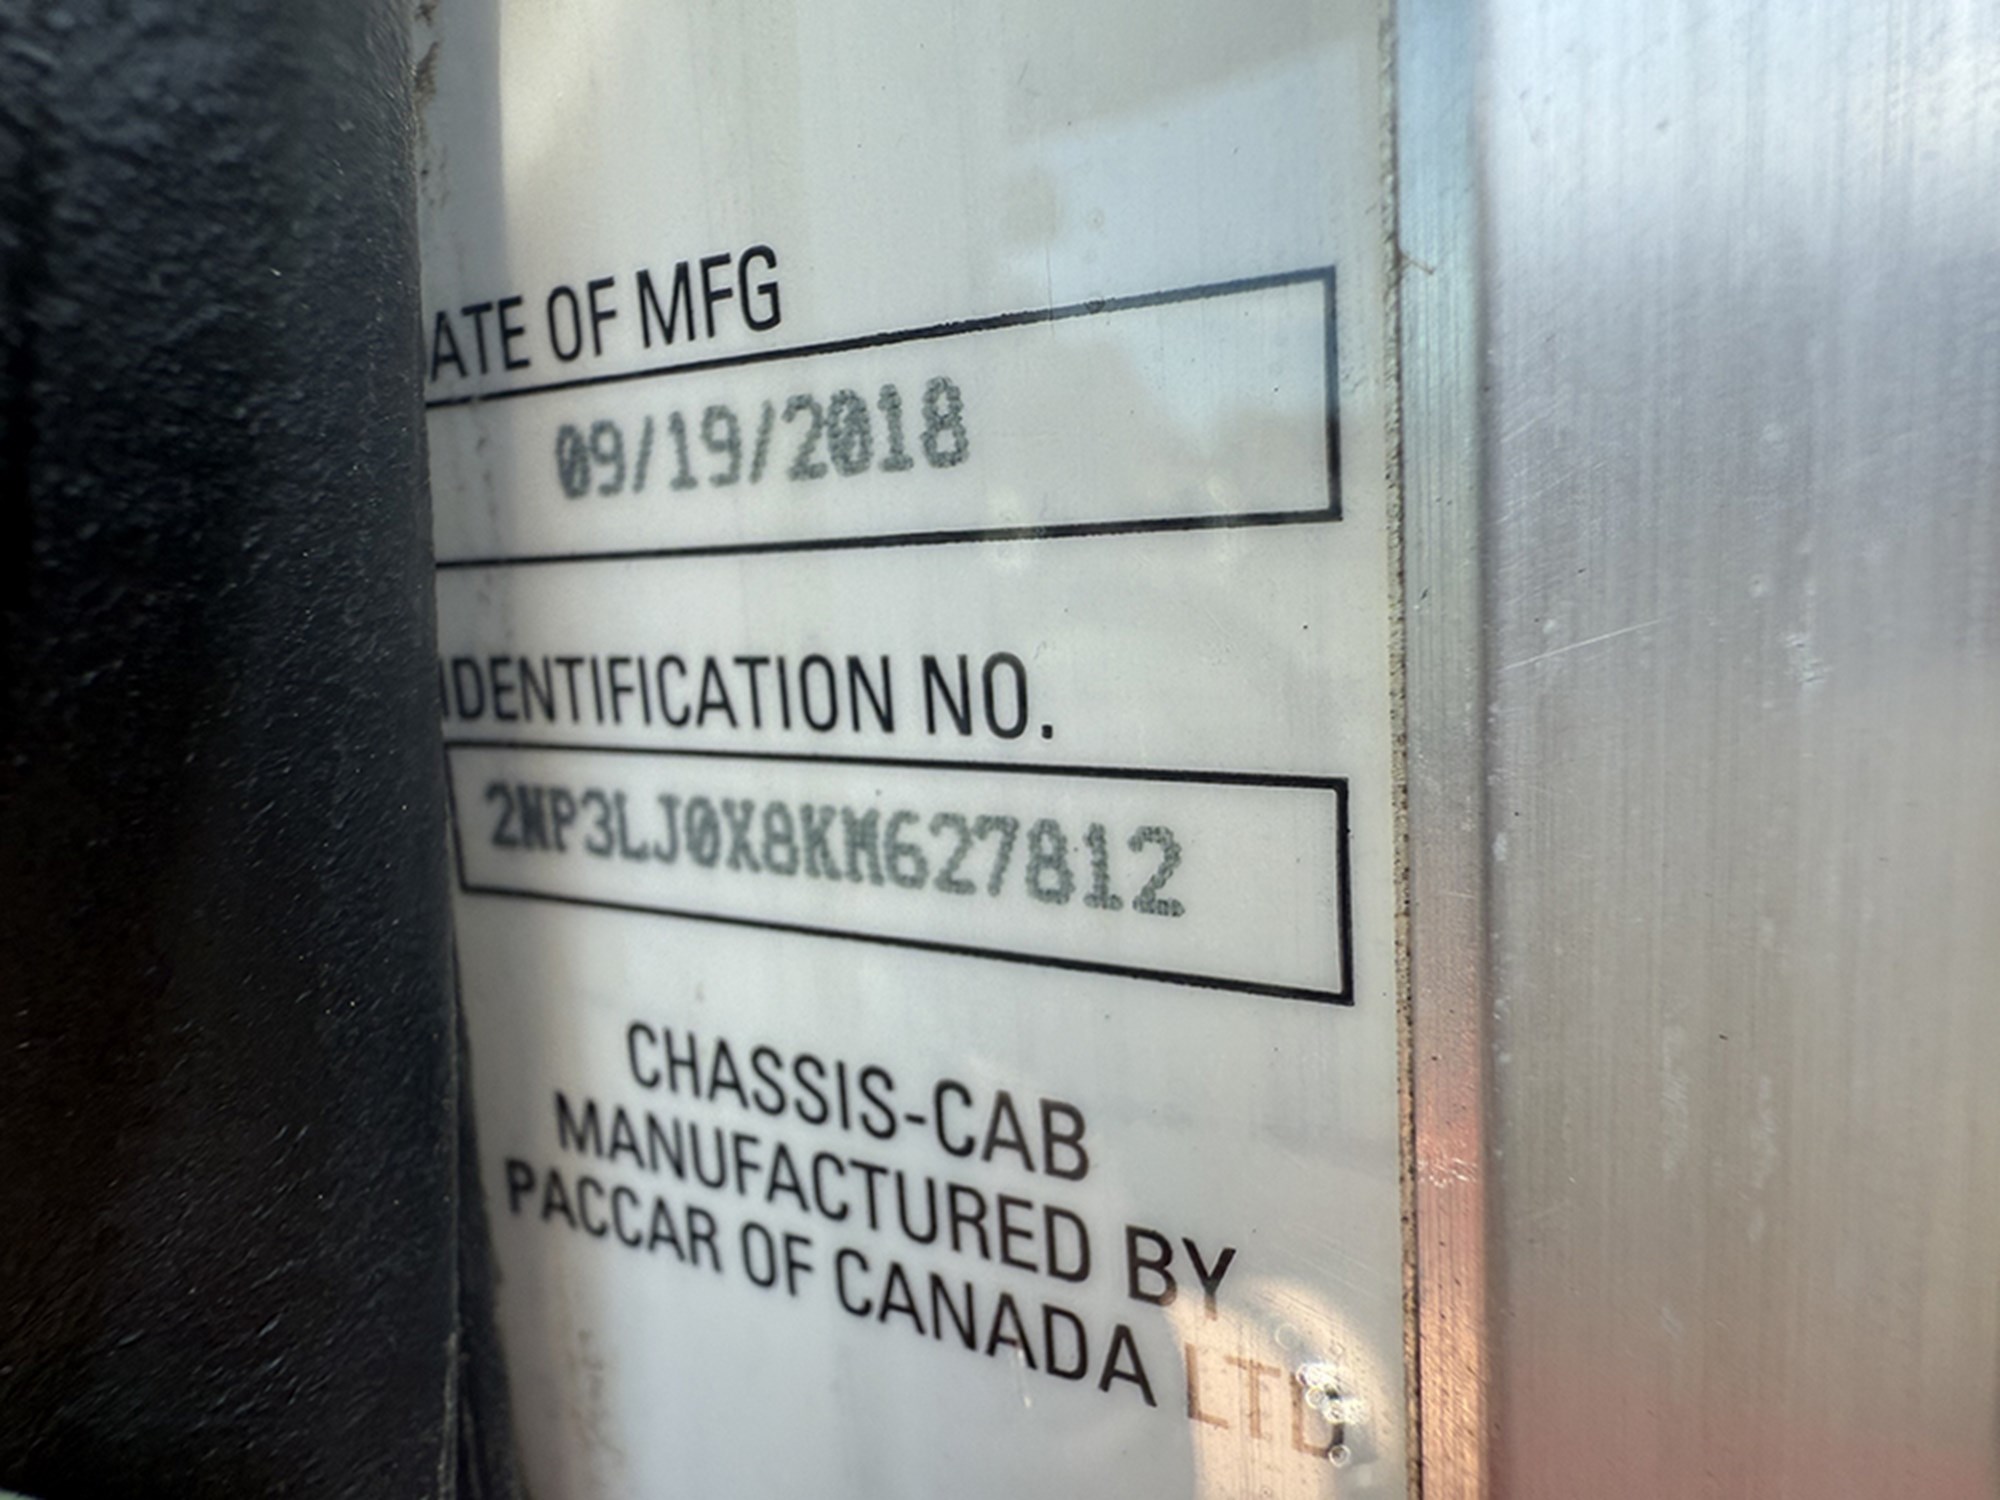 ATE OF MFG
09/19/2018
IDENTIFICATION NO.
2NP3LJ0X8KM627812
CHASSIS-CAB
MANUFACTURED BY
PACCAR OF CANADA LTD